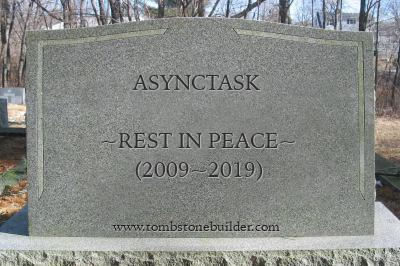 ASYNCTASK
~REST IN PEACE~
(2009~2019)
www.tombstonebuilder.com